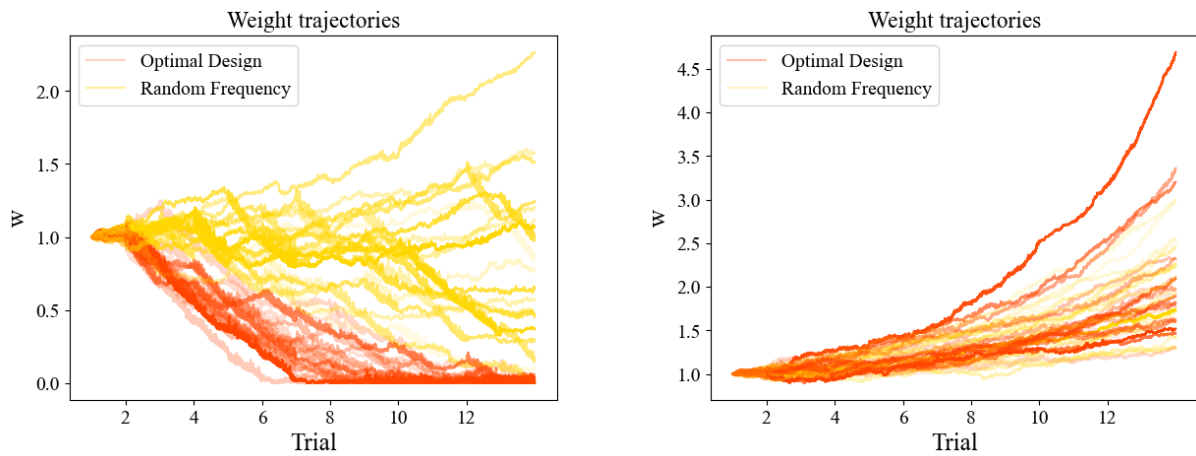 Weight trajectories
Optimal Design
Random Frequency
2.0
1.5
1.0
0.5
0.0
w
2 4 6 8 10 12
Trial
Weight trajectories
Optimal Design
Random Frequency
4.5
4.0
3.5
3.0
2.5
2.0
1.5
1.0
w
2 4 6 8 10 12
Trial